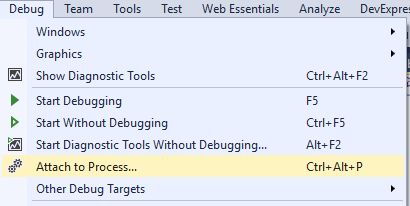 Debug Team Tools Test Web Essentials Analyze DevExpre
Windows
Graphics
Show Diagnostic Tools Ctrl+Alt+F2
Start Debugging F5
Start Without Debugging Ctrl+F5
Start Diagnostic Tools Without Debugging... Alt+F2
Attach to Process... Ctrl+Alt+P
Other Debug Targets